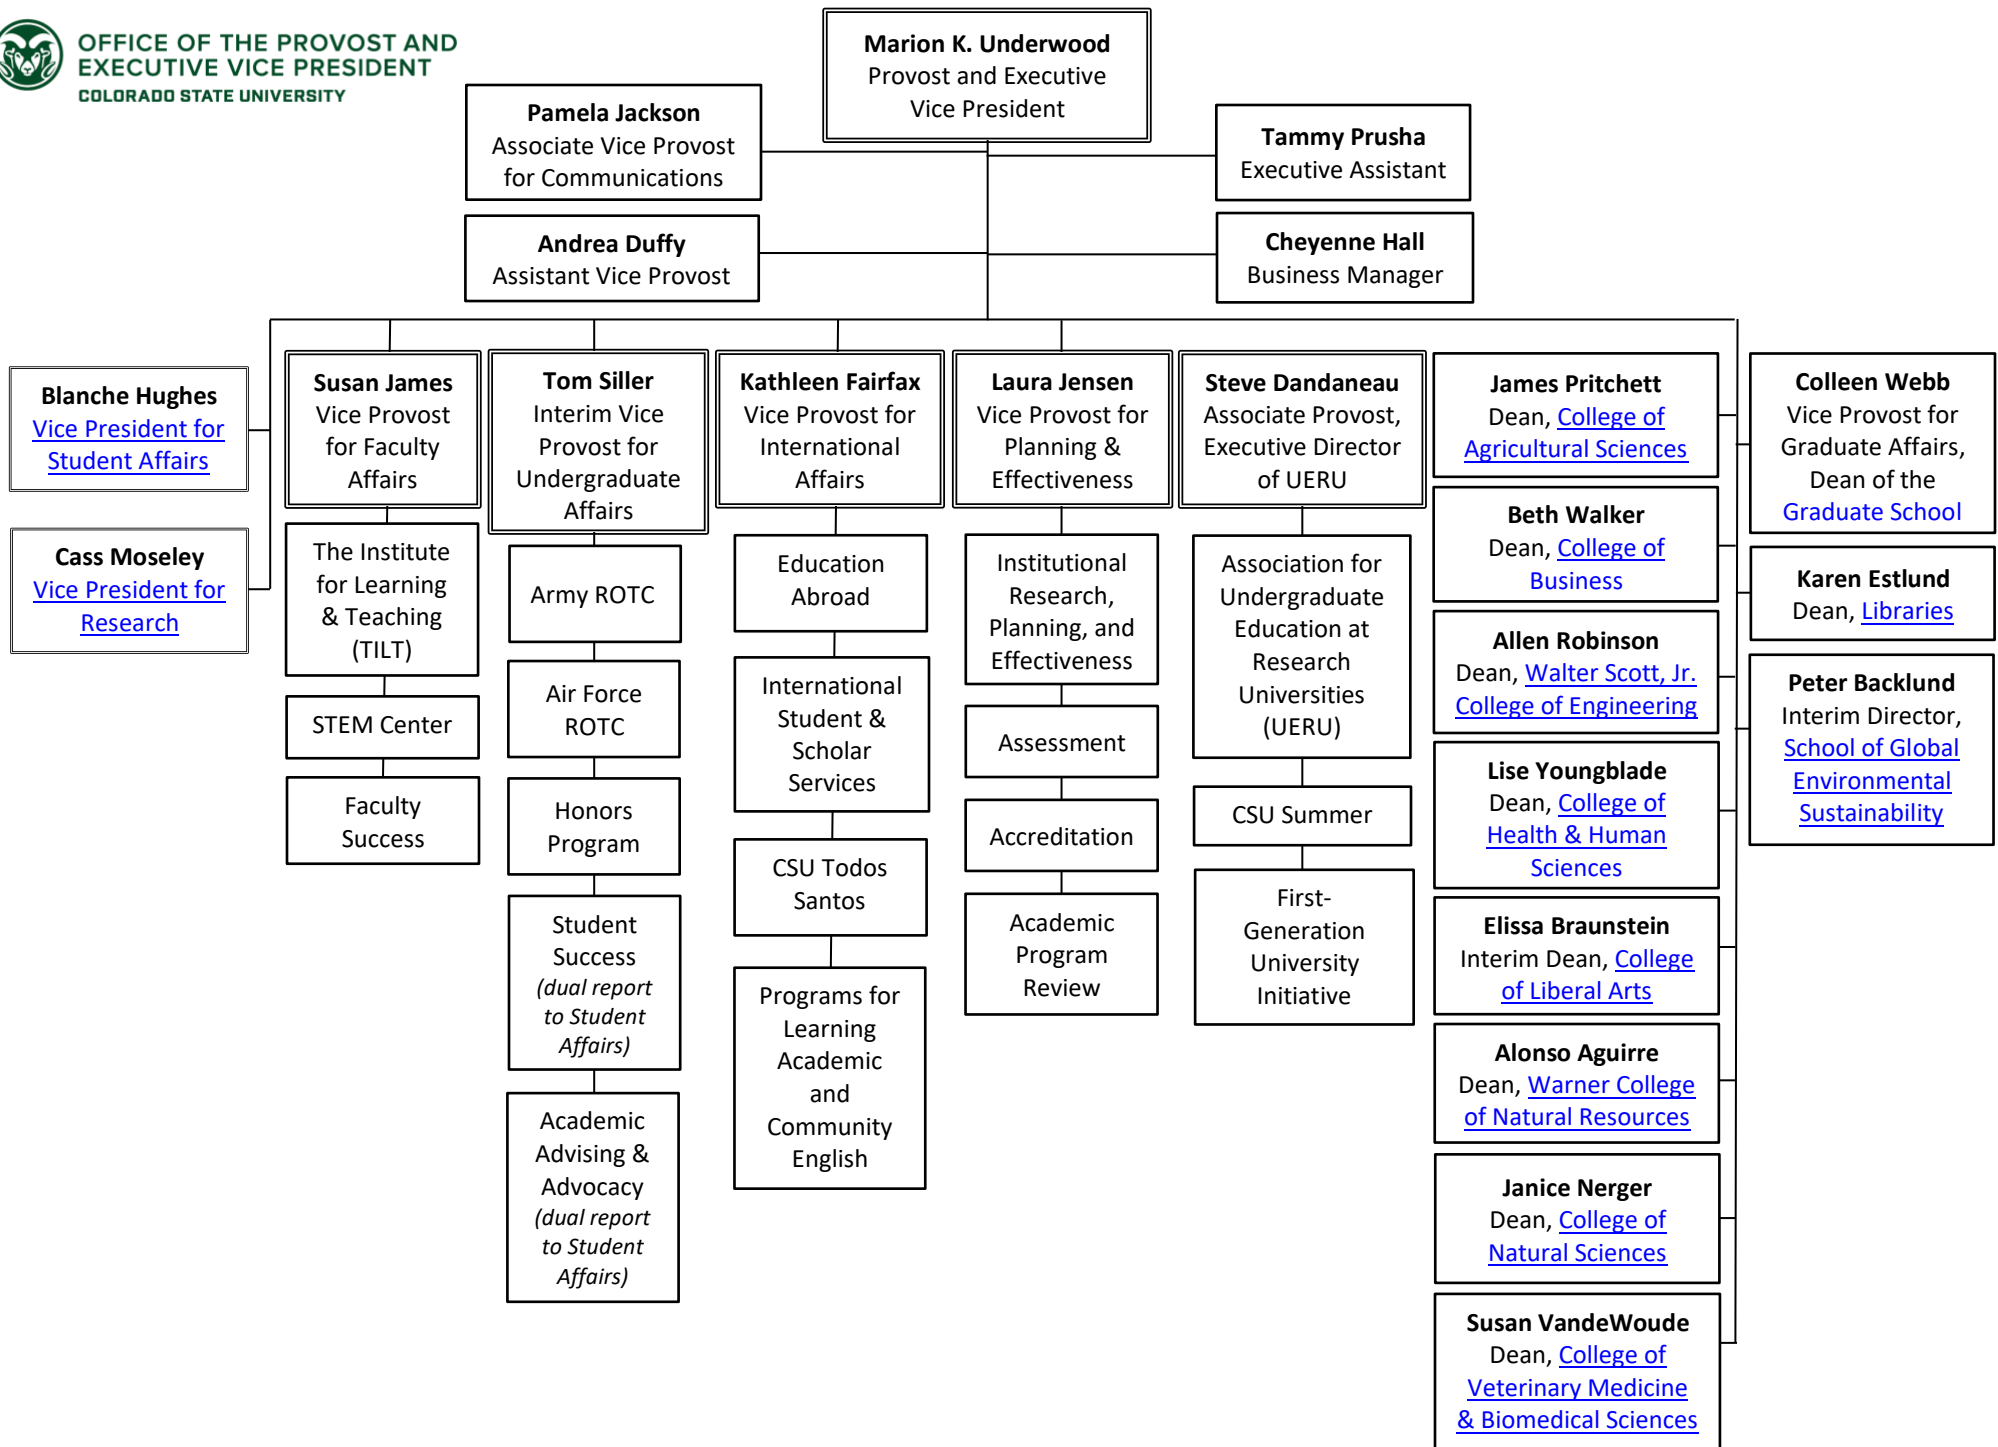 OFFICE OF THE PROVOST AND
EXECUTIVE VICE PRESIDENT
COLORADO STATE UNIVERSITY
Marion K. Underwood
Provost and Executive
Vice President
Pamela Jackson
Associate Vice Provost
for Communications
Tammy Prusha
Executive Assistant
Andrea Duffy
Assistant Vice Provost
Cheyenne Hall
Business Manager
Blanche Hughes
Vice President for
Student Affairs
Cass Moseley
Vice President for
Research
Susan James
Vice Provost
for Faculty
Affairs
The Institute
for Learning
& Teaching
(TILT)
STEM Center
Faculty
Success
Tom Siller
Interim Vice
Provost for
Undergraduate
Affairs
Army ROTC
Air Force
ROTC
Honors
Program
Student
Success
(dual report
to Student
Affairs)
Academic
Advising &
Advocacy
(dual report
to Student
Affairs)
Kathleen Fairfax
Vice Provost for
International
Affairs
Education
Abroad
International
Student &
Scholar
Services
CSU Todos
Santos
Programs for
Learning
Academic
and
Community
English
Laura Jensen
Vice Provost for
Planning &
Effectiveness
Institutional
Research,
Planning, and
Effectiveness
Assessment
Accreditation
Academic
Program
Review
Steve Dandaneau
Associate Provost,
Executive Director
of UERU
Association for
Undergraduate
Education at
Research
Universities
(UERU)
CSU Summer
First-
Generation
University
Initiative
James Pritchett
Dean, College of
Agricultural Sciences
Beth Walker
Dean, College of
Business
Allen Robinson
Dean, Walter Scott, Jr.
College of Engineering
Lise Youngblade
Dean, College of
Health & Human
Sciences
Elissa Braunstein
Interim Dean, College
of Liberal Arts
Alonso Aguirre
Dean, Warner College
of Natural Resources
Janice Nerger
Dean, College of
Natural Sciences
Susan VandeWoude
Dean, College of
Veterinary Medicine
& Biomedical Sciences
Colleen Webb
Vice Provost for
Graduate Affairs,
Dean of the
Graduate School
Karen Estlund
Dean, Libraries
Peter Backlund
Interim Director,
School of Global
Environmental
Sustainability